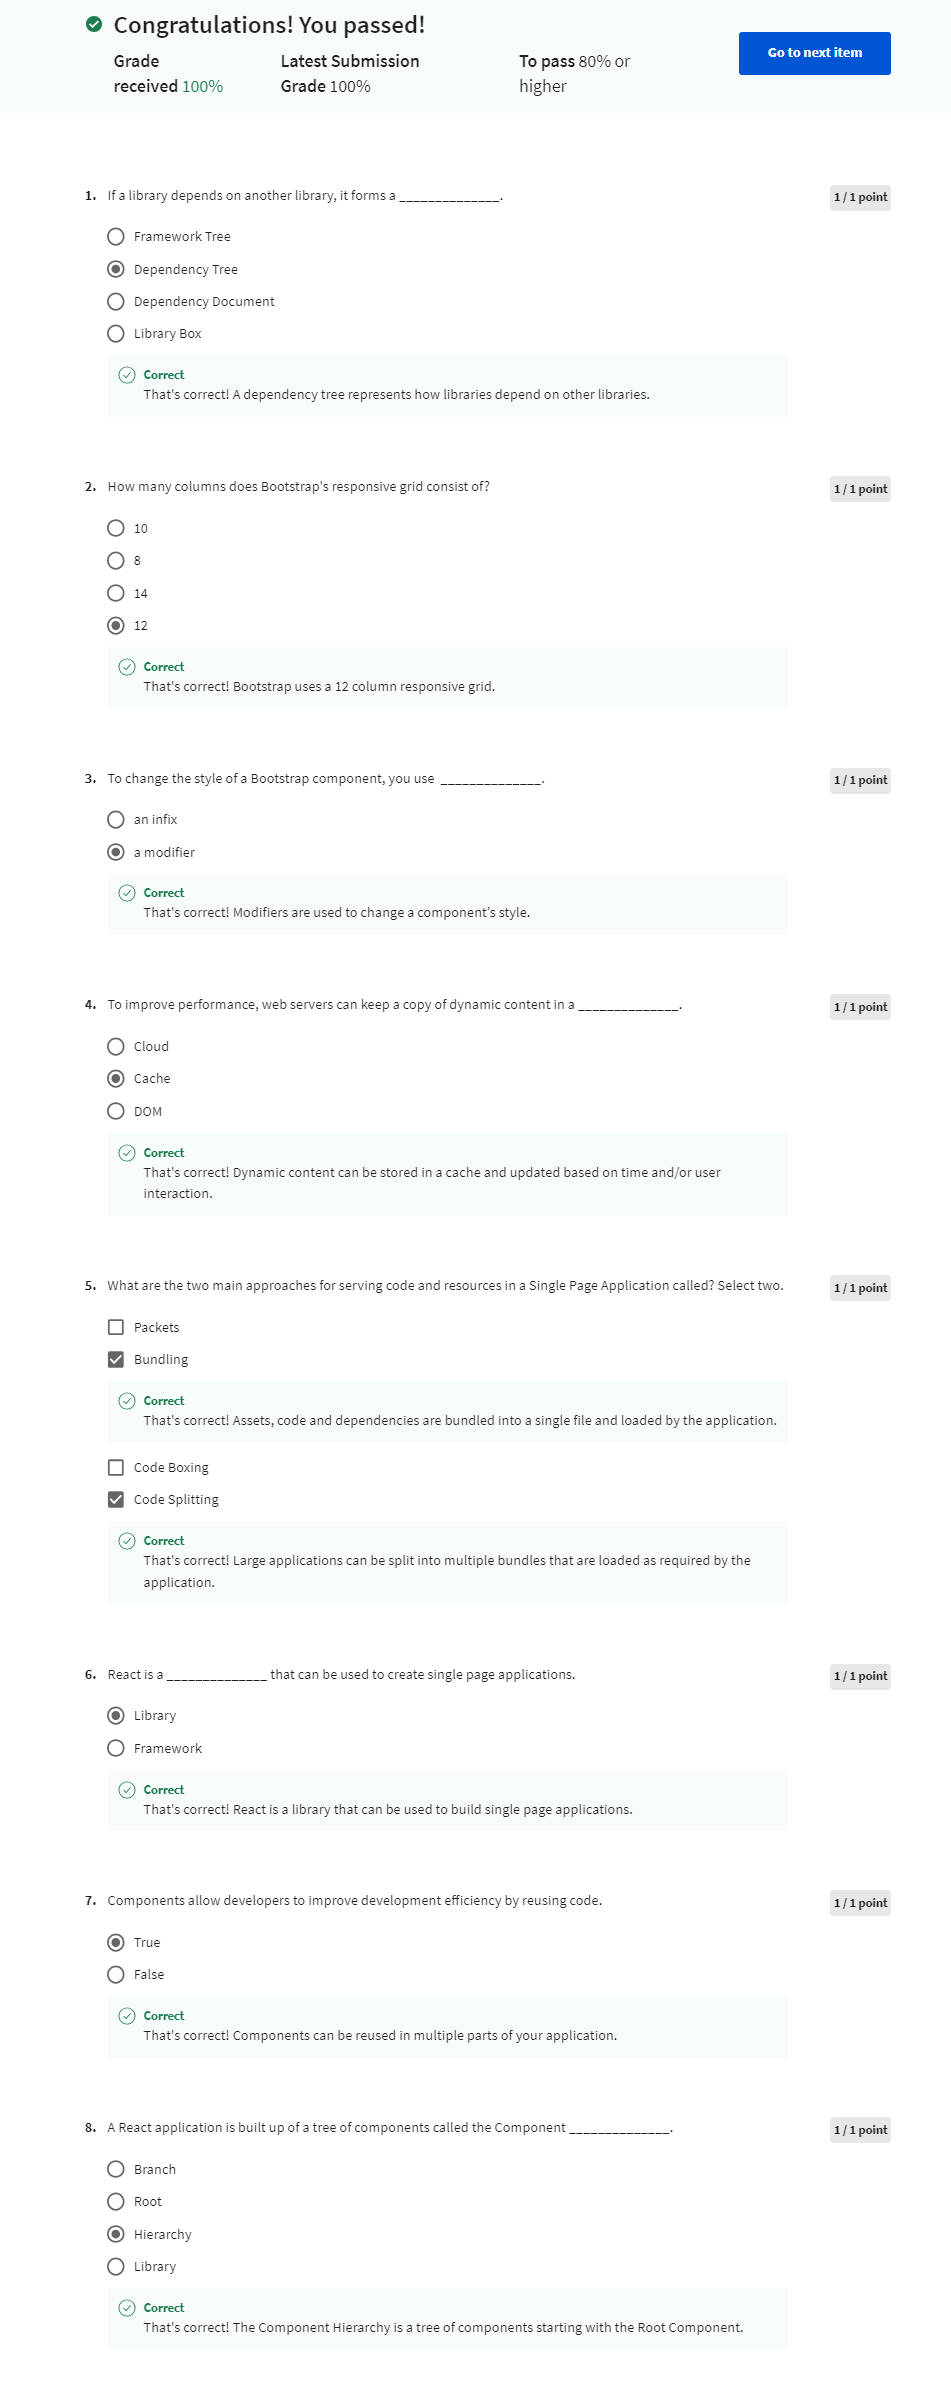 Congratulations! You passed!
Grade received 100%
Latest Submission Grade 100%
To pass 80% or higher
Go to next item
1. If a library depends on another library, it forms a ______________.
1 / 1 point
Framework Tree
Dependency Tree
Dependency Document
Library Box
Correct
That's correct! A dependency tree represents how libraries depend on other libraries.
2. How many columns does Bootstrap's responsive grid consist of?
1 / 1 point
10
8
14
12
Correct
That's correct! Bootstrap uses a 12 column responsive grid.
3. To change the style of a Bootstrap component, you use ______________.
1 / 1 point
an infix
a modifier
Correct
That's correct! Modifiers are used to change a component’s style.
4. To improve performance, web servers can keep a copy of dynamic content in a ______________.
1 / 1 point
Cloud
Cache
DOM
Correct
That's correct! Dynamic content can be stored in a cache and updated based on time and/or user
interaction.
5. What are the two main approaches for serving code and resources in a Single Page Application called? Select two.
1 / 1 point
Packets
Bundling
Correct
That's correct! Assets, code and dependencies are bundled into a single file and loaded by the application.
Code Boxing
Code Splitting
Correct
That's correct! Large applications can be split into multiple bundles that are loaded as required by the
application.
6. React is a ______________ that can be used to create single page applications.
1 / 1 point
Library
Framework
Correct
That's correct! React is a library that can be used to build single page applications.
7. Components allow developers to improve development efficiency by reusing code.
1 / 1 point
True
False
Correct
That's correct! Components can be reused in multiple parts of your application.
8. A React application is built up of a tree of components called the Component ______________.
1 / 1 point
Branch
Root
Hierarchy
Library
Correct
That's correct! The Component Hierarchy is a tree of components starting with the Root Component.